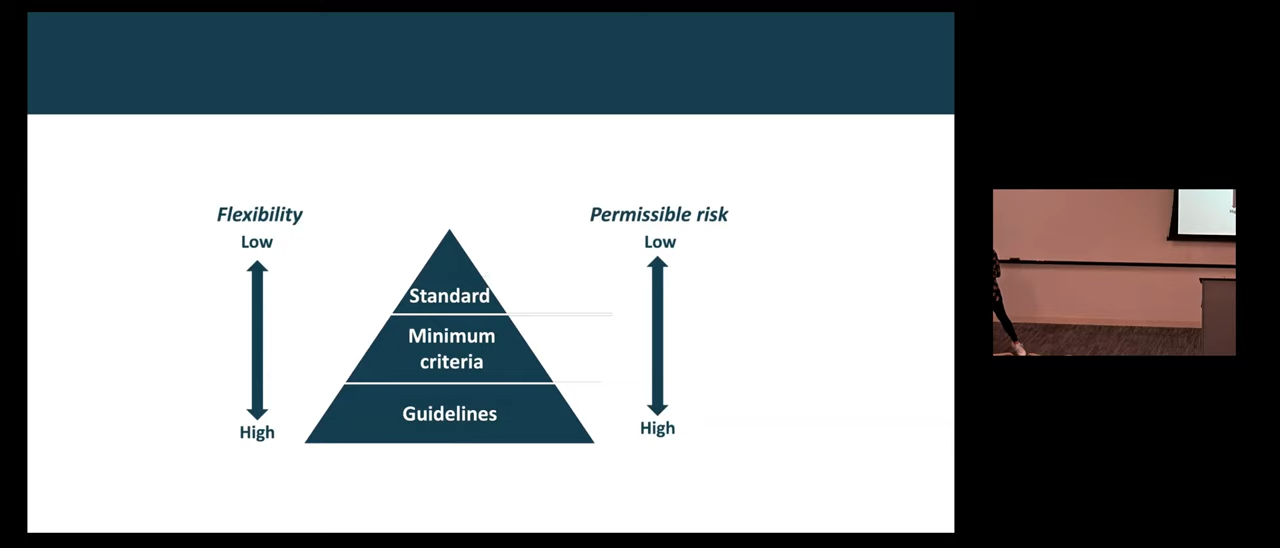 Flexibility
Low
High
Standard
Minimum
criteria
Guidelines
Permissible risk
Low
High